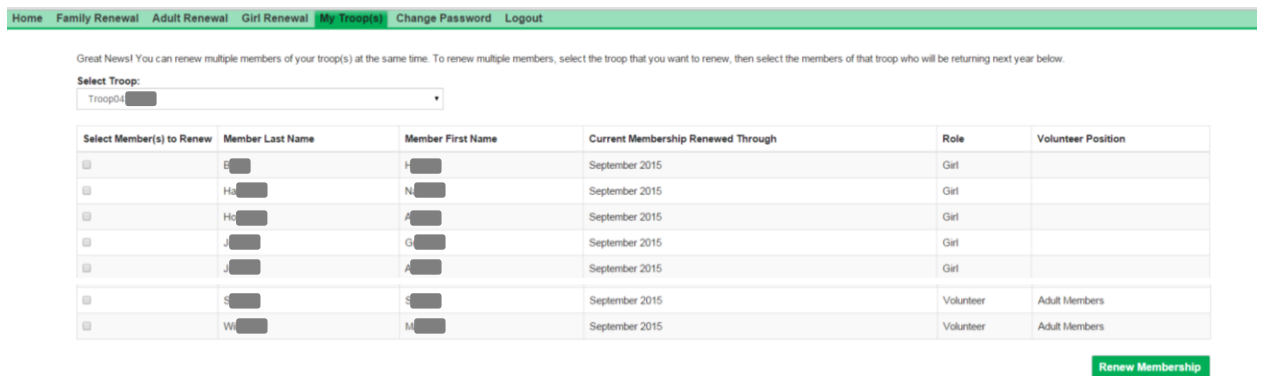 Home Family Renewal Adult Renewal Girl Renewal My Troop(s) Change Password Logout
Great News! You can renew multiple members of your troop(s) at the same time. To renew multiple members, select the troop that you want to renew, then select the members of that troop who will be returning next year below.
Select Troop:
Troop04
Select Member(s) to Renew Member Last Name Member First Name Current Membership Renewed Through Role Volunteer Position
B H September 2015 Girl
Ha Na September 2015 Girl
Ho A September 2015 Girl
J G September 2015 Girl
J A September 2015 Girl
S S September 2015 Volunteer Adult Members
Wi M September 2015 Volunteer Adult Members
Renew Membership